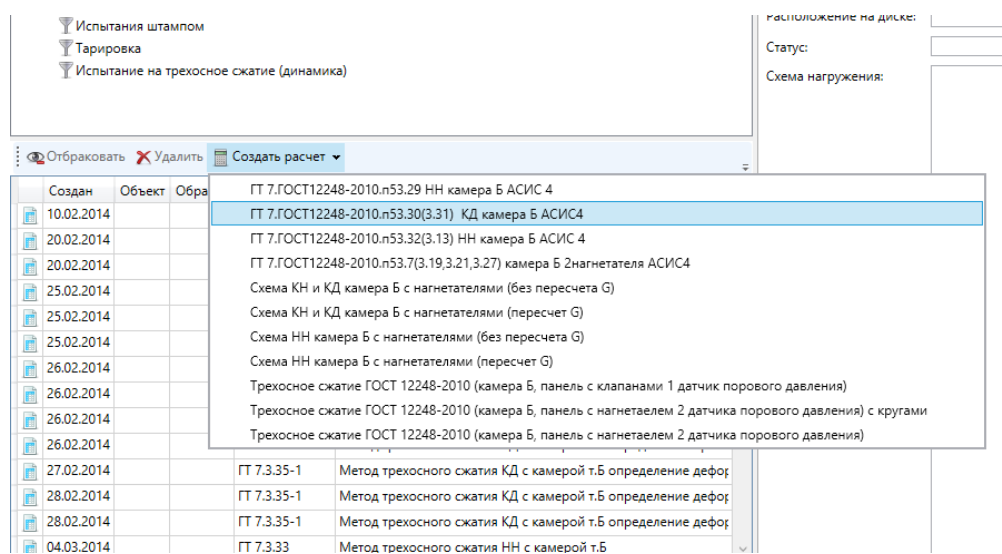 Испытания штампом
Тарировка
Испытание на трехосное сжатие (динамика)
Расположение на диске:
Статус:
Схема нагружения:
Отбраковать Удалить Создать расчет
Создан Объект Обра
ГТ 7.ГОСТ12248-2010.п53.29 НН камера Б АСИС 4
ГТ 7.ГОСТ12248-2010.п53.30(3.31) КД камера Б АСИС4
ГТ 7.ГОСТ12248-2010.п53.32(3.13) НН камера Б АСИС 4
ГТ 7.ГОСТ12248-2010.п53.7(3.19,3.21,3.27) камера Б 2нагнетателя АСИС4
Схема КН и КД камера Б с нагнетателями (без пересчета G)
Схема КН и КД камера Б с нагнетателями (пересчет G)
Схема НН камера Б с нагнетателями (без пересчета G)
Схема НН камера Б с нагнетателями (пересчет G)
Трехосное сжатие ГОСТ 12248-2010 (камера Б, панель с клапанами 1 датчик порового давления)
Трехосное сжатие ГОСТ 12248-2010 (камера Б, панель с нагнетаелем 2 датчика порового давления) с кругами
Трехосное сжатие ГОСТ 12248-2010 (камера Б, панель с нагнетаелем 2 датчика порового давления)
10.02.2014
20.02.2014
20.02.2014
25.02.2014
25.02.2014
25.02.2014
26.02.2014
26.02.2014
26.02.2014
26.02.2014
27.02.2014 ГТ 7.3.35-1 Метод трехосного сжатия КД с камерой т.Б определение дефор
28.02.2014 ГТ 7.3.35-1 Метод трехосного сжатия КД с камерой т.Б определение дефор
28.02.2014 ГТ 7.3.35-1 Метод трехосного сжатия КД с камерой т.Б определение дефор
04.03.2014 ГТ 7.3.33 Метод трехосного сжатия НН с камерой т.Б